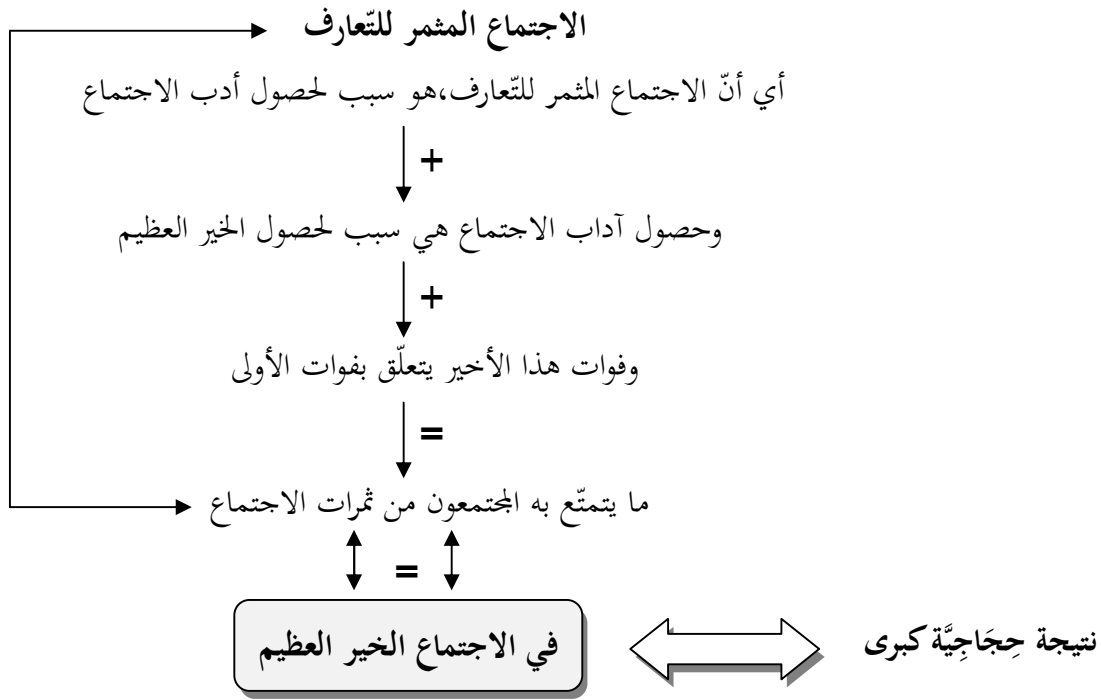 الاجتماع المثمر للتّعارف
أي أنّ الاجتماع المثمر للتّعارف،هو سبب لحصول أدب الاجتماع
+
وحصول آداب الاجتماع هي سبب لحصول الخير العظيم
+
وفوات هذا الأخير يتعلّق بفوات الأولى
=
ما يتمتّع به المجتمعون من ثمرات الاجتماع
=
في الاجتماع الخير العظيم
نتيجة حِجَاجِيَّة كبرى